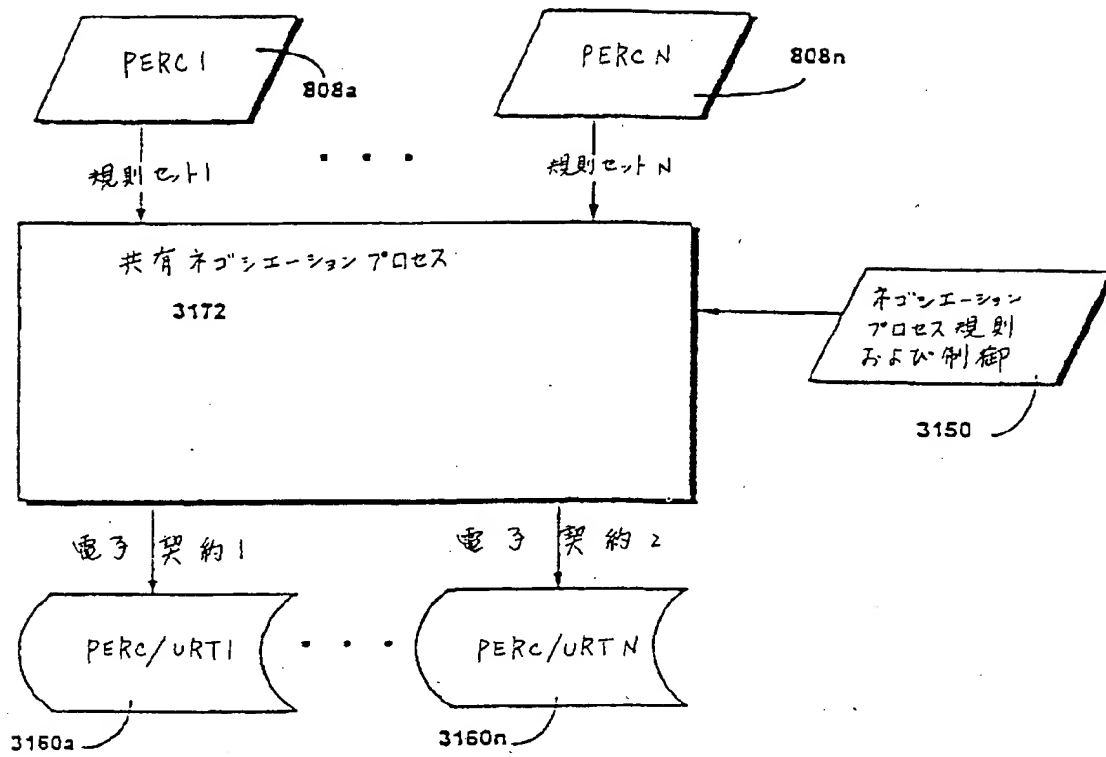 PERC 1
808a
PERC N
808n
規則セット1
規則セットN
共有ネゴシエーションプロセス
3172
ネゴシエーション
プロセス規則
および制御
3150
電子契約1
電子契約2
PERC/URT1
PERC/URT N
3160a
3160n